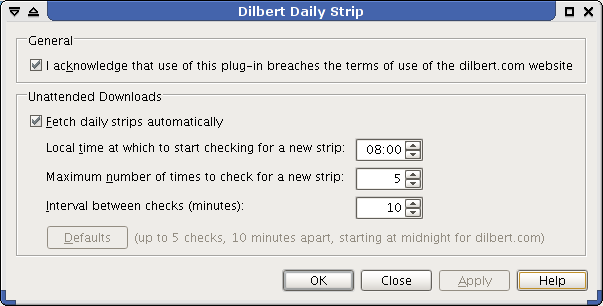 Dilbert Daily Strip
General
I acknowledge that use of this plug-in breaches the terms of use of the dilbert.com website
Unattended Downloads
Fetch daily strips automatically
Local time at which to start checking for a new strip: 08:00
Maximum number of times to check for a new strip: 5
Interval between checks (minutes): 10
Defaults (up to 5 checks, 10 minutes apart, starting at midnight for dilbert.com)
OK Close Apply Help